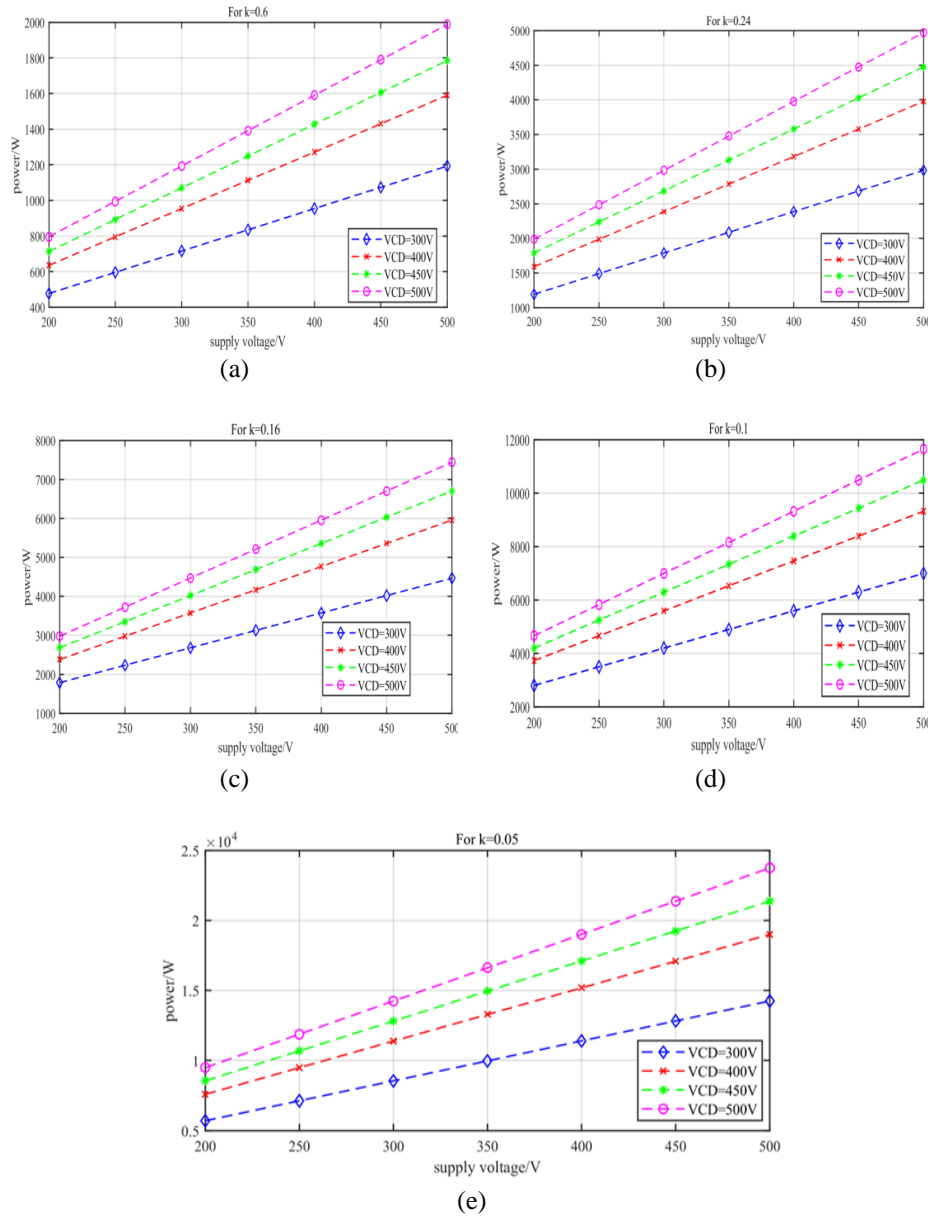 For k=0.6
2000
1800
1600
1400
1200
1000
800
600
400
power/W
200 250 300 350 400 450 500
supply voltage/V
VCD=300V
VCD=400V
VCD=450V
VCD=500V
(a)
For k=0.24
5000
4500
4000
3500
3000
2500
2000
1500
1000
power/W
200 250 300 350 400 450 500
supply voltage/V
VCD=300V
VCD=400V
VCD=450V
VCD=500V
(b)
For k=0.16
8000
7000
6000
5000
4000
3000
2000
1000
power/W
200 250 300 350 400 450 500
supply voltage/V
VCD=300V
VCD=400V
VCD=450V
VCD=500V
(c)
For k=0.1
12000
10000
8000
6000
4000
2000
power/W
200 250 300 350 400 450 500
supply voltage/V
VCD=300V
VCD=400V
VCD=450V
VCD=500V
(d)
×10⁴
For k=0.05
2.5
2
1.5
1
0.5
power/W
200 250 300 350 400 450 500
supply voltage/V
VCD=300V
VCD=400V
VCD=450V
VCD=500V
(e)